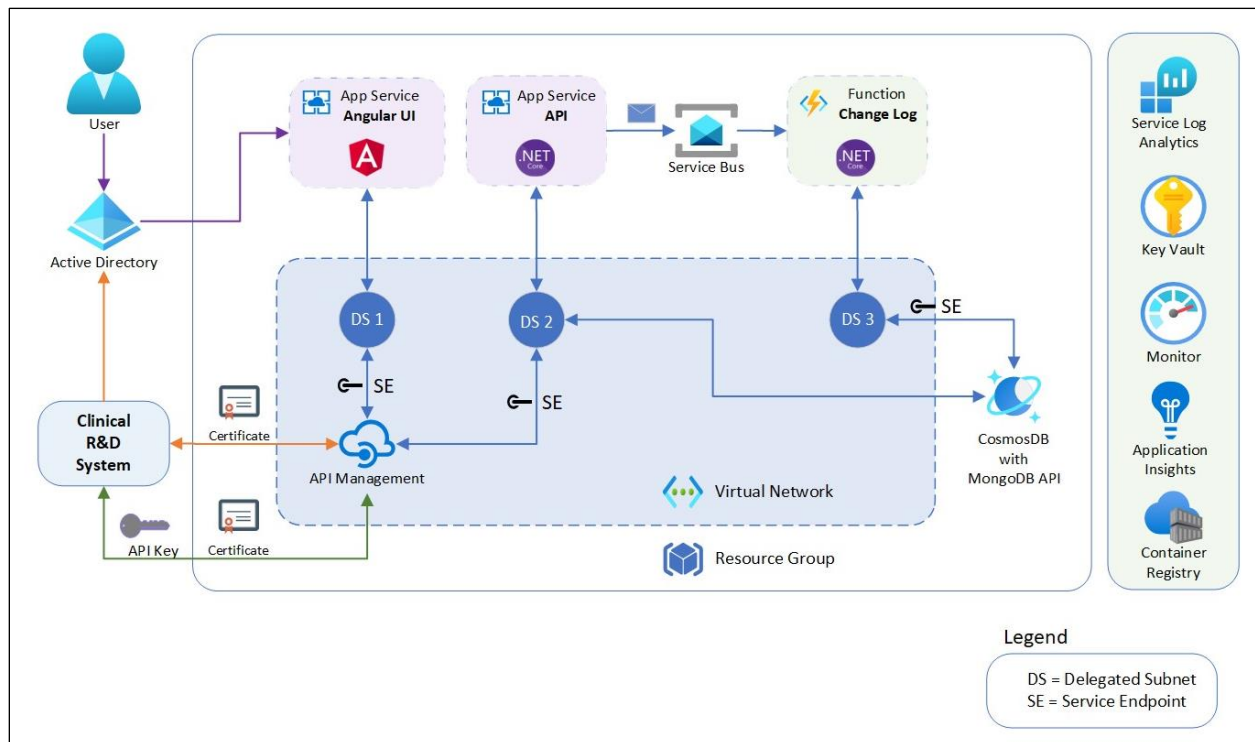 User
Active Directory
Clinical
R&D
System
App Service
Angular UI
A
App Service
API
.NET
Core
Service Bus
Function
Change Log
.NET
Core
DS 1
DS 2
DS 3
SE
SE
SE
Certificate
API Management
API Key
Certificate
CosmosDB
with
MongoDB API
Virtual Network
Resource Group
Service Log
Analytics
Key Vault
Monitor
Application
Insights
Container
Registry
Legend
DS = Delegated Subnet
SE = Service Endpoint